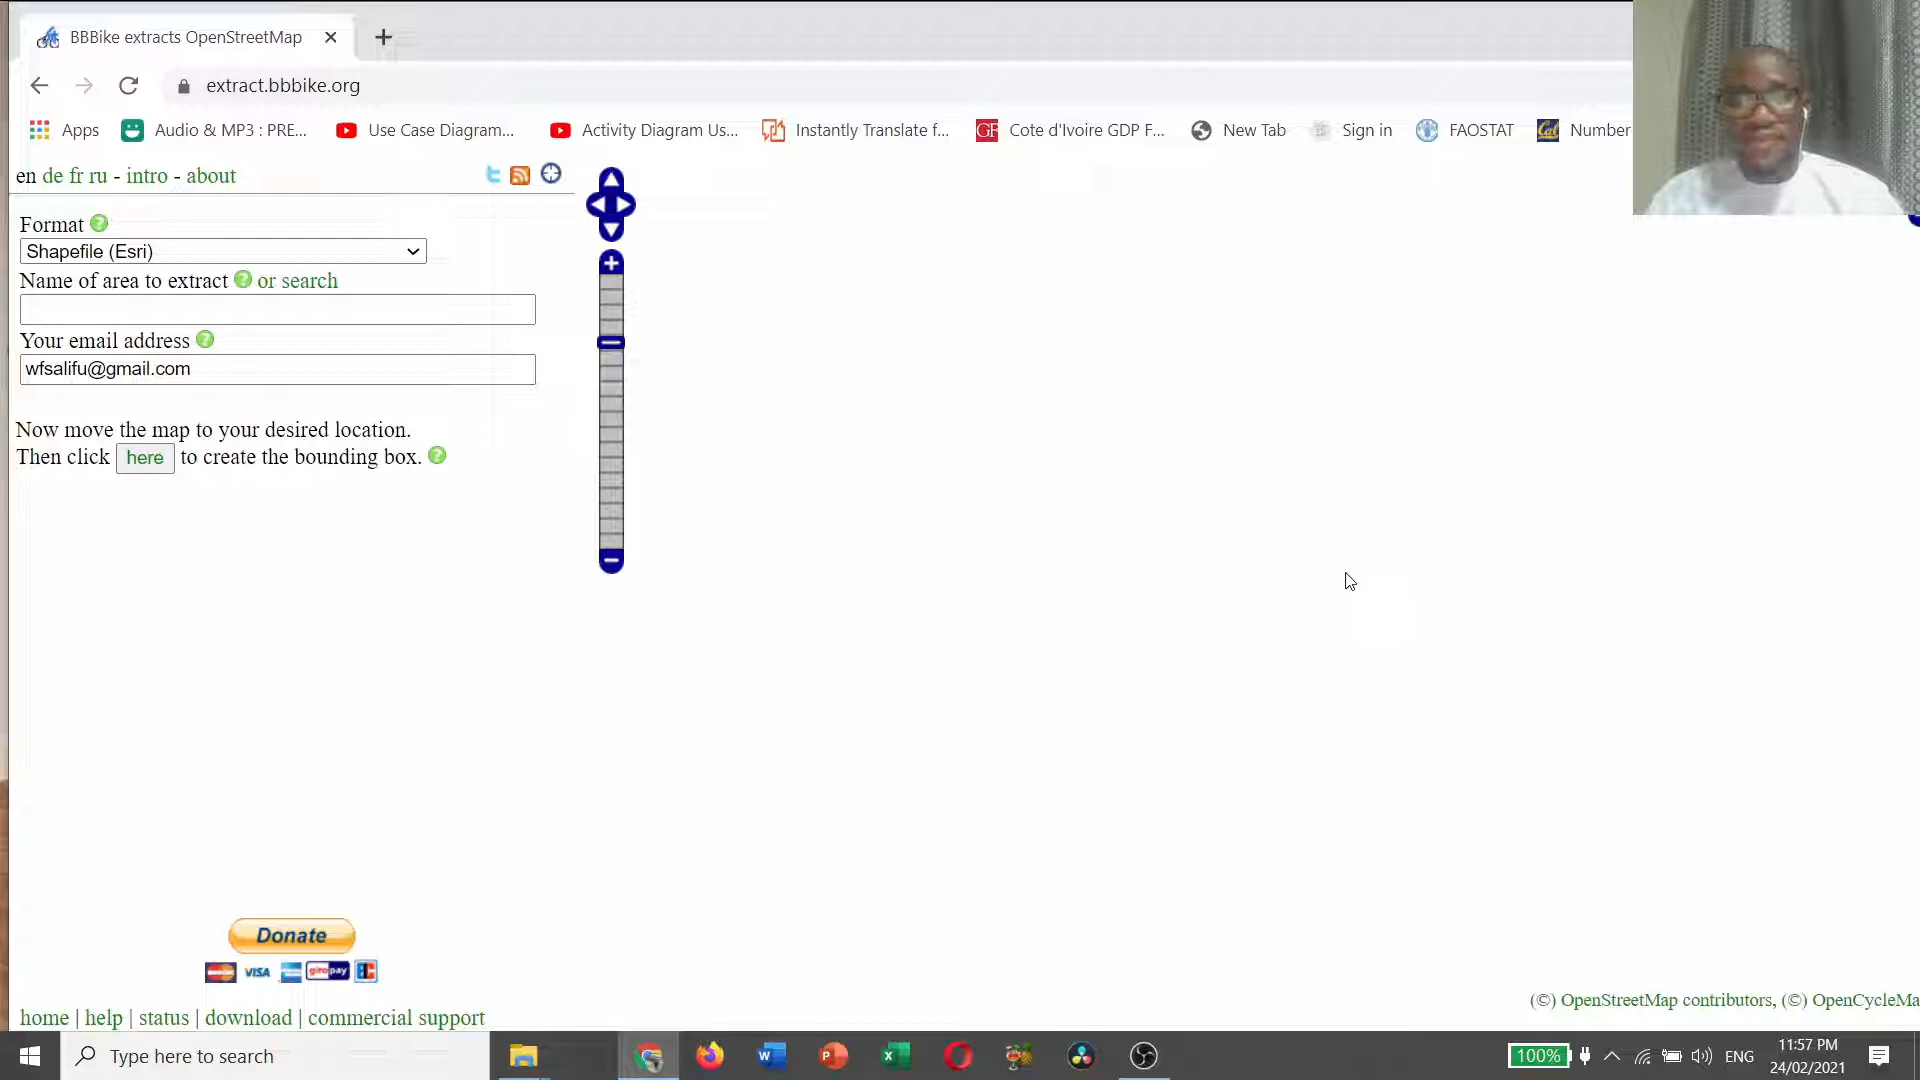 BBBike extracts OpenStreetMap
extract.bbbike.org
Apps
Audio & MP3 : PRE...
Use Case Diagram...
Activity Diagram Us...
Instantly Translate f...
Cote d'Ivoire GDP F...
New Tab
Sign in
FAOSTAT
Cal
Number
en de fr ru - intro - about
Format ?
Shapefile (Esri)
Name of area to extract ? or search
Your email address ?
wfsalifu@gmail.com
Now move the map to your desired location.
Then click here to create the bounding box. ?
Donate
VISA giropay
home | help | status | download | commercial support
(©) OpenStreetMap contributors, (©) OpenCycleMa
Type here to search
100%
ENG
11:57 PM
24/02/2021